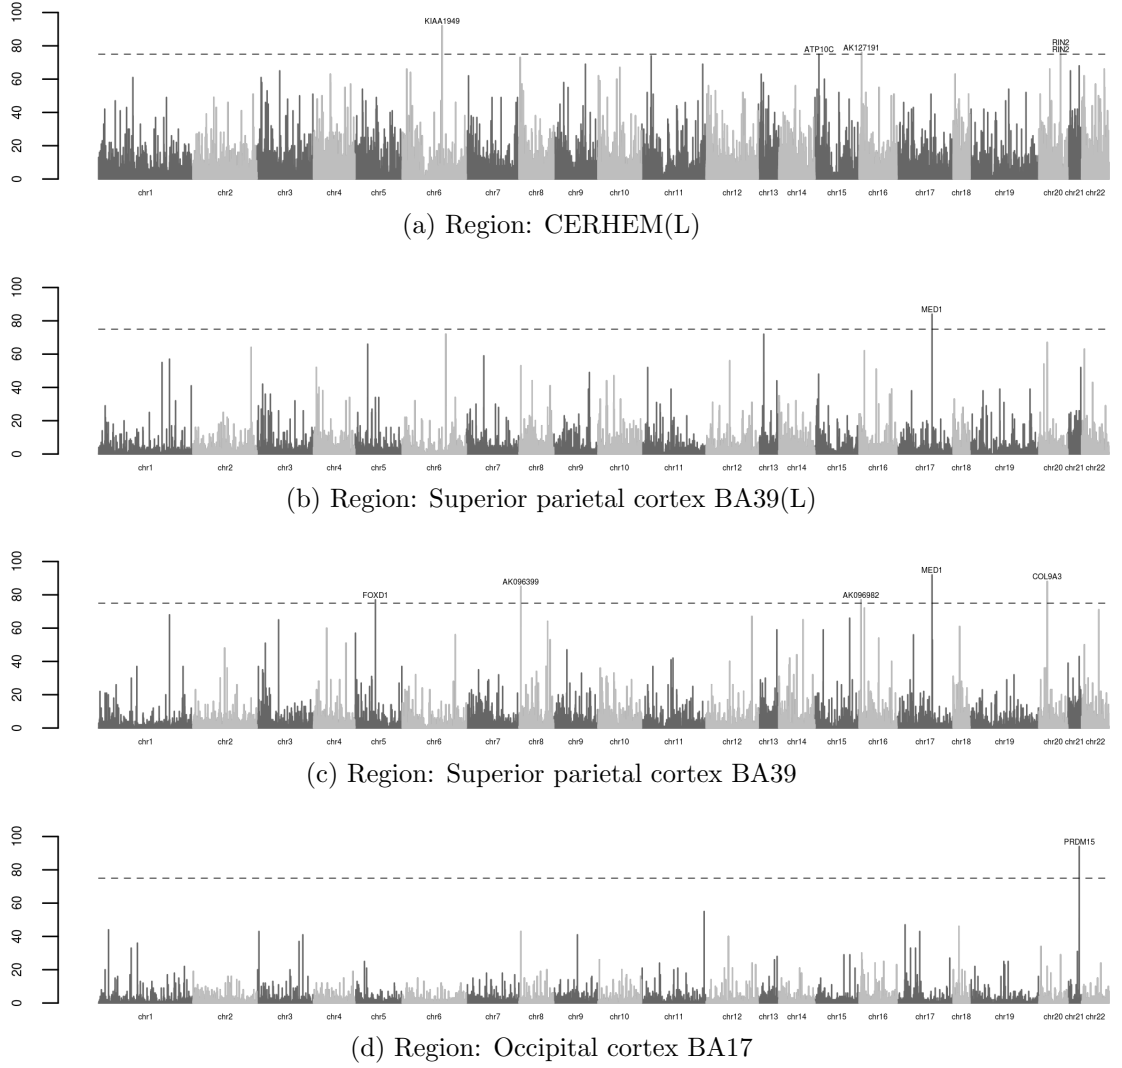 100
80
60
40
20
0
KIAA1949
ATP10C
AK127191
RIN2
RIN2
chr1 chr2 chr3 chr4 chr5 chr6 chr7 chr8 chr9 chr10 chr11 chr12 chr13 chr14 chr15 chr16 chr17 chr18 chr19 chr20 chr21 chr22
(a) Region: CERHEM(L)
100
80
60
40
20
0
MED1
chr1 chr2 chr3 chr4 chr5 chr6 chr7 chr8 chr9 chr10 chr11 chr12 chr13 chr14 chr15 chr16 chr17 chr18 chr19 chr20 chr21 chr22
(b) Region: Superior parietal cortex BA39(L)
100
80
60
40
20
0
FOXD1
AK096399
AK096982
MED1
COL9A3
chr1 chr2 chr3 chr4 chr5 chr6 chr7 chr8 chr9 chr10 chr11 chr12 chr13 chr14 chr15 chr16 chr17 chr18 chr19 chr20 chr21 chr22
(c) Region: Superior parietal cortex BA39
100
80
60
40
20
0
PRDM15
chr1 chr2 chr3 chr4 chr5 chr6 chr7 chr8 chr9 chr10 chr11 chr12 chr13 chr14 chr15 chr16 chr17 chr18 chr19 chr20 chr21 chr22
(d) Region: Occipital cortex BA17